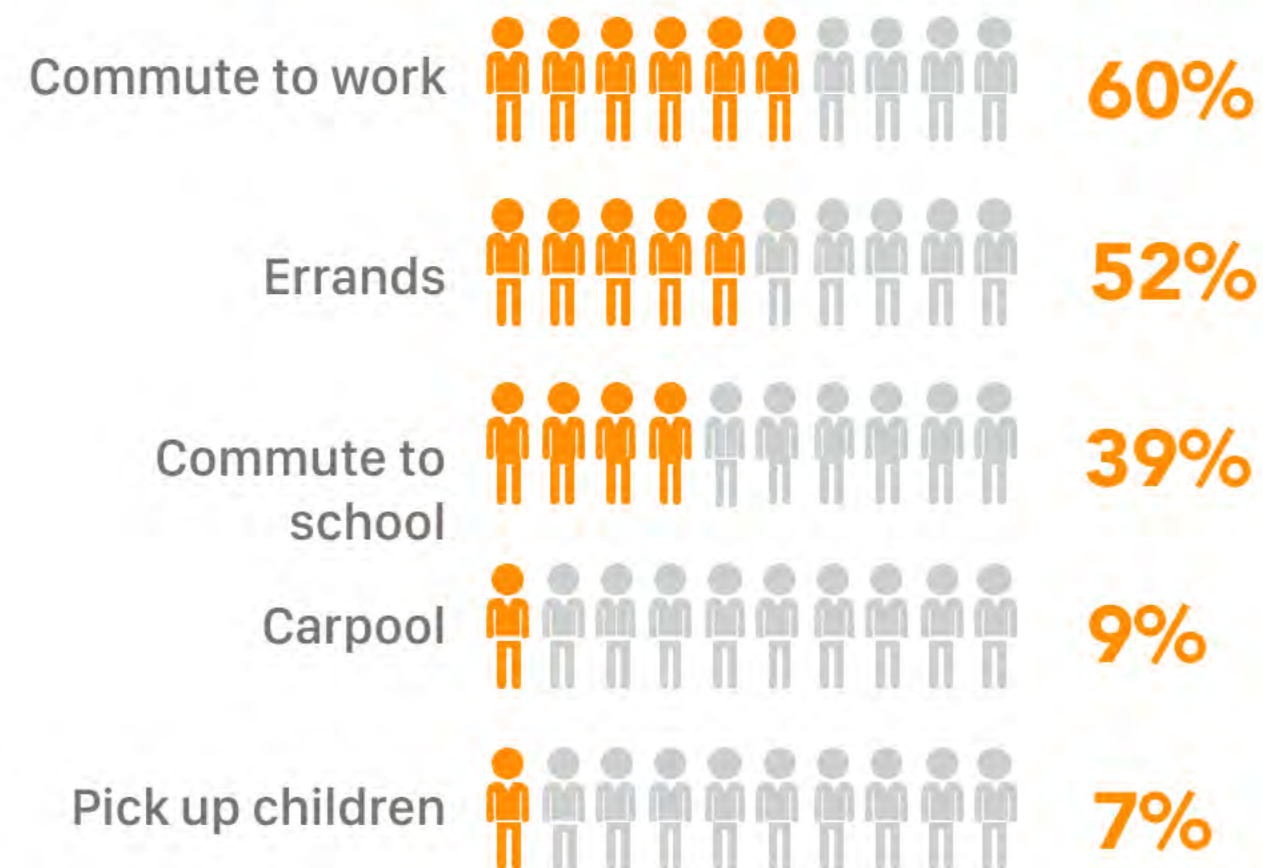 Commute to work 60%
Errands 52%
Commute to
school 39%
Carpool 9%
Pick up children 7%